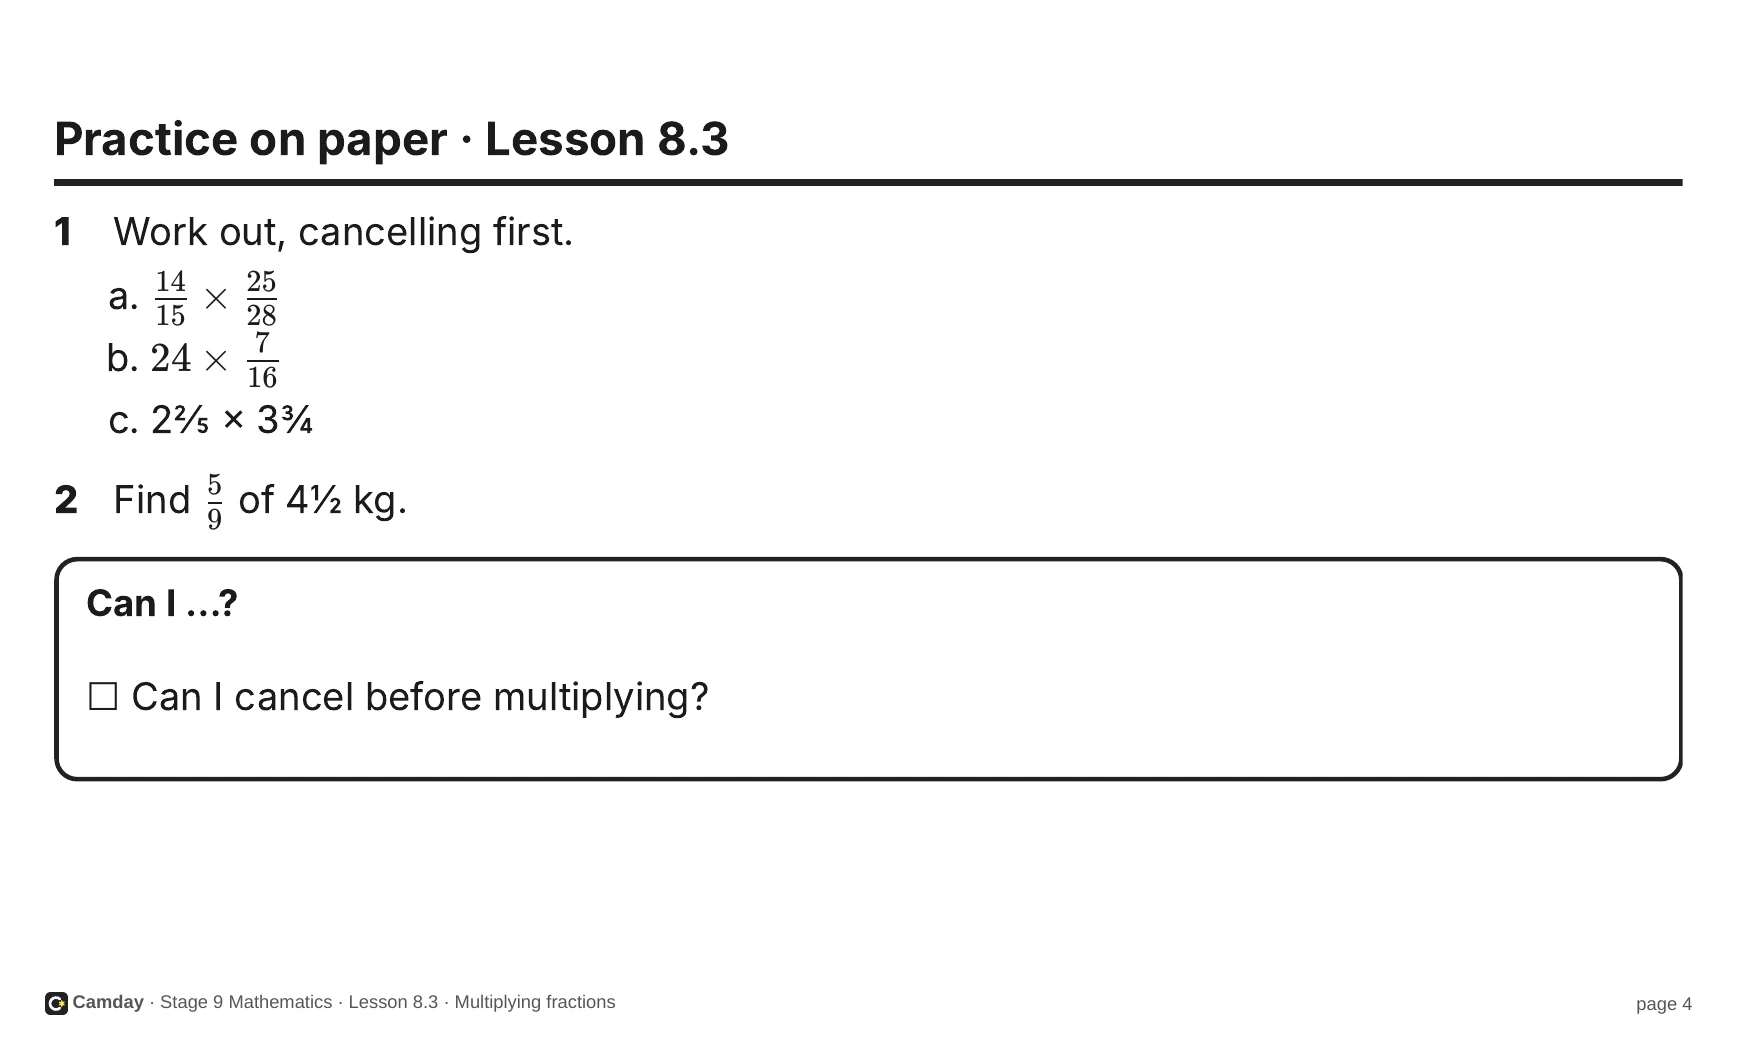 Practice on paper · Lesson 8.3
1 Work out, cancelling first.
a. 14/15 × 25/28
b. 24 × 7/16
c. 2⅖ × 3¾
2 Find 5/9 of 4½ kg.
Can I …?
☐ Can I cancel before multiplying?
Camday · Stage 9 Mathematics · Lesson 8.3 · Multiplying fractions
page 4